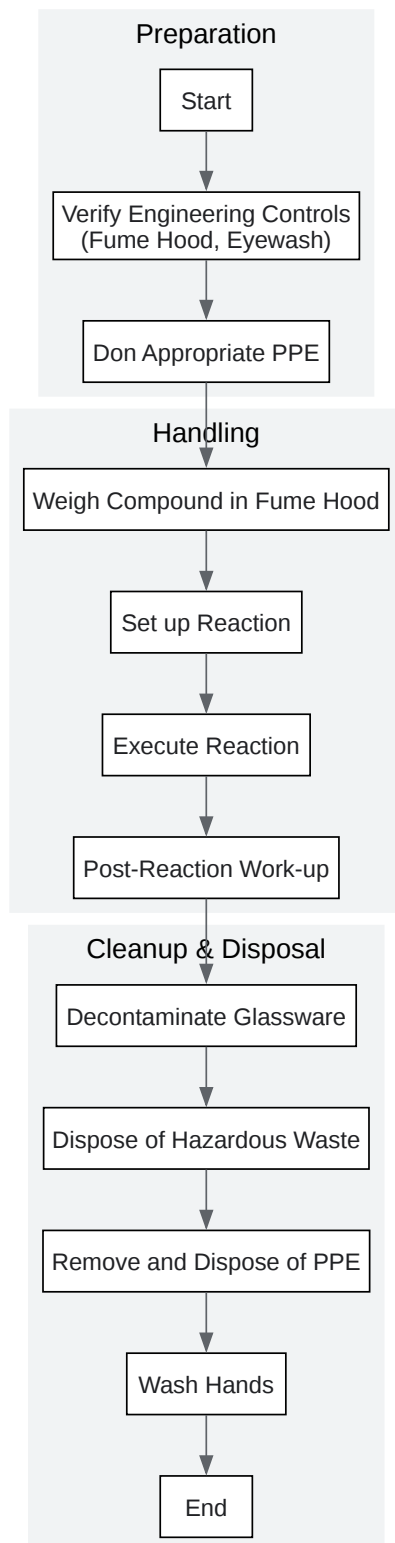 Preparation
Start
Verify Engineering Controls
(Fume Hood, Eyewash)
Don Appropriate PPE
Handling
Weigh Compound in Fume Hood
Set up Reaction
Execute Reaction
Post-Reaction Work-up
Cleanup & Disposal
Decontaminate Glassware
Dispose of Hazardous Waste
Remove and Dispose of PPE
Wash Hands
End